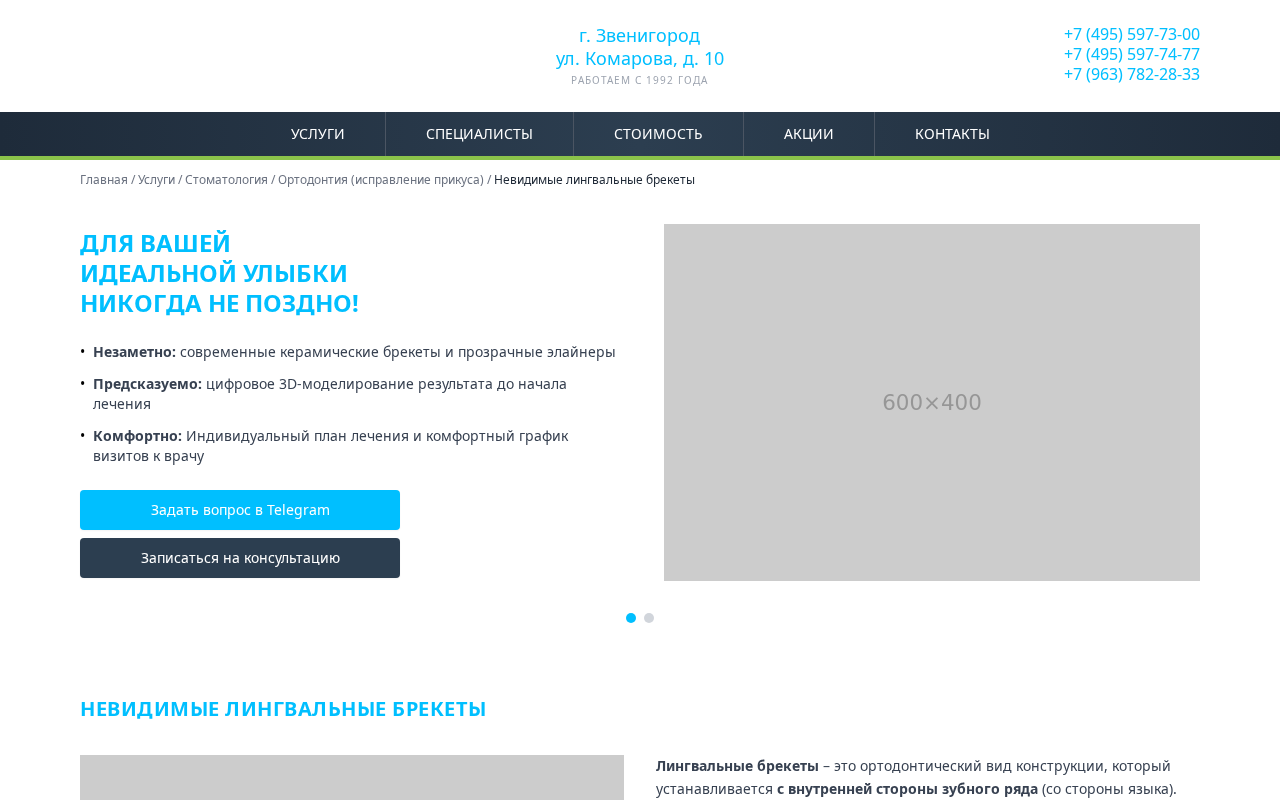 г. Звенигород
ул. Комарова, д. 10
РАБОТАЕМ С 1992 ГОДА
+7 (495) 597-73-00
+7 (495) 597-74-77
+7 (963) 782-28-33
УСЛУГИ
СПЕЦИАЛИСТЫ
СТОИМОСТЬ
АКЦИИ
КОНТАКТЫ
Главная / Услуги / Стоматология / Ортодонтия (исправление прикуса) / Невидимые лингвальные брекеты
ДЛЯ ВАШЕЙ
ИДЕАЛЬНОЙ УЛЫБКИ
НИКОГДА НЕ ПОЗДНО!
• Незаметно: современные керамические брекеты и прозрачные элайнеры
• Предсказуемо: цифровое 3D-моделирование результата до начала
лечения
• Комфортно: Индивидуальный план лечения и комфортный график
визитов к врачу
Задать вопрос в Telegram
Записаться на консультацию
600×400
НЕВИДИМЫЕ ЛИНГВАЛЬНЫЕ БРЕКЕТЫ
Лингвальные брекеты – это ортодонтический вид конструкции, который
устанавливается с внутренней стороны зубного ряда (со стороны языка).